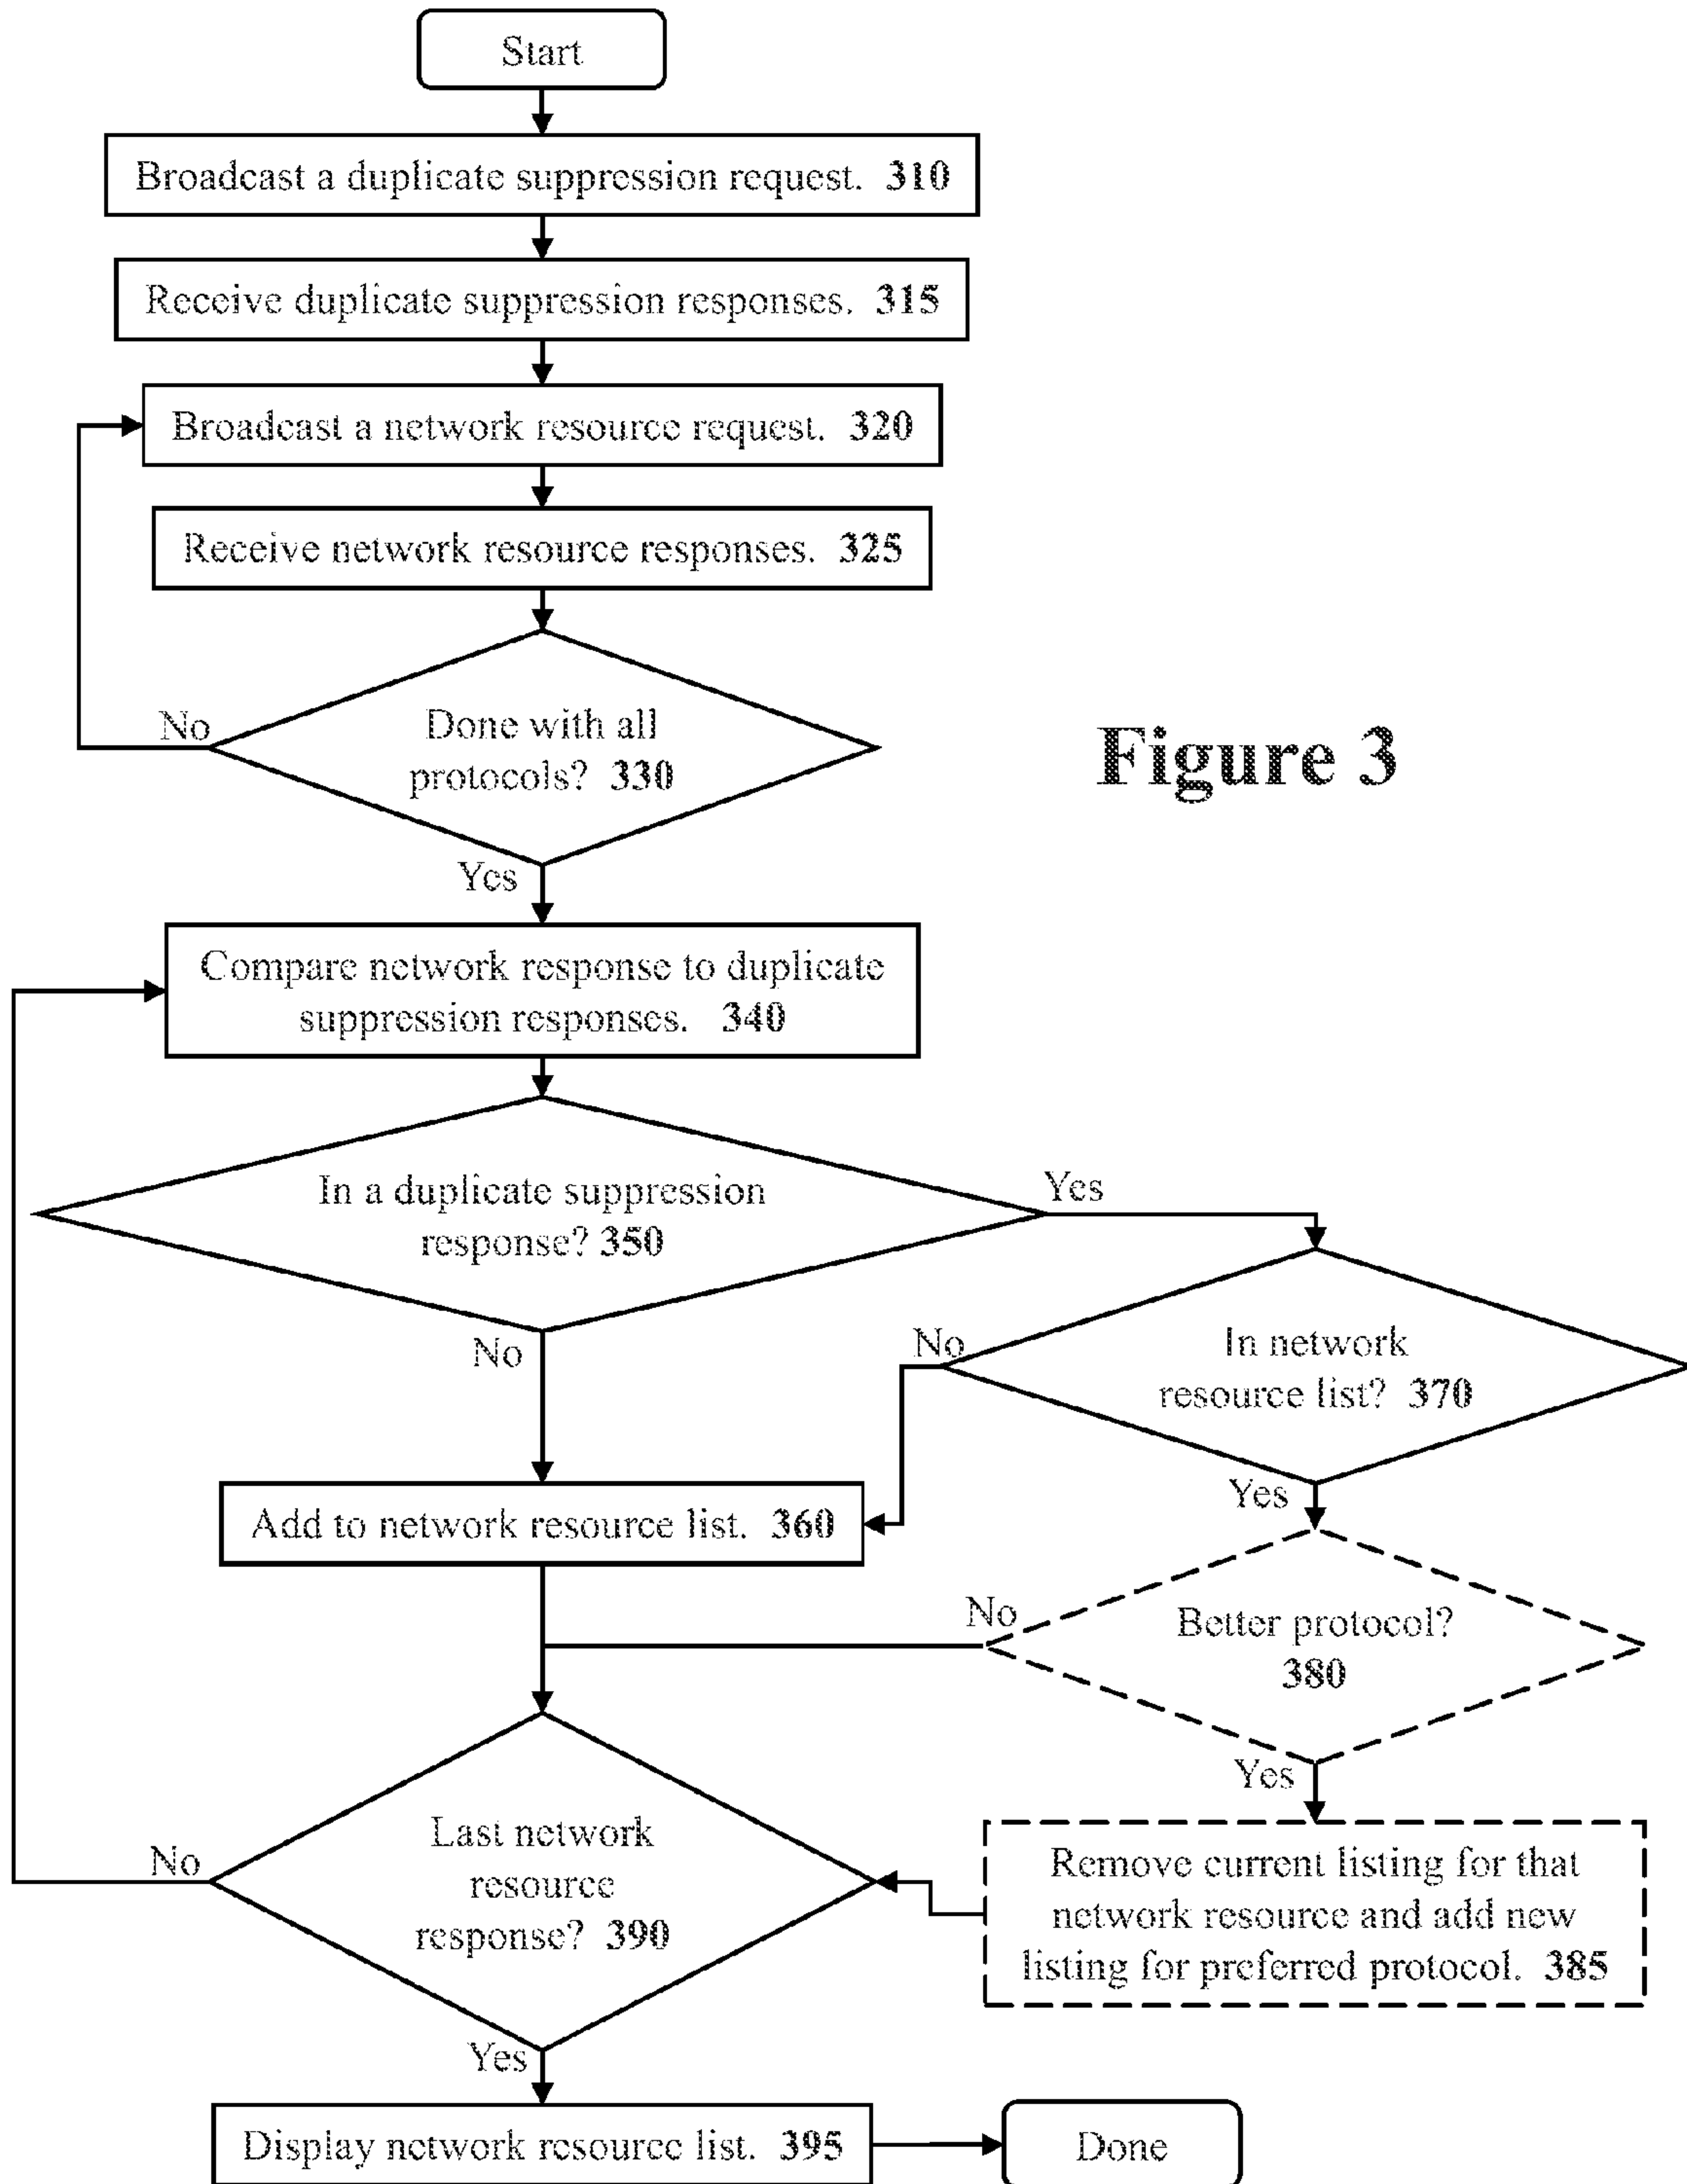 Start
Broadcast a duplicate suppression request. 310
Receive duplicate suppression responses. 315
Broadcast a network resource request. 320
Receive network resource responses. 325
Done with all
protocols? 330
No
Figure 3
Yes
Compare network response to duplicate
suppression responses. 340
In a duplicate suppression
response? 350
Yes
No
In network
resource list? 370
No
Yes
Add to network resource list. 360
Better protocol?
380
No
Yes
Last network
resource
response? 390
No
Remove current listing for that
network resource and add new
listing for preferred protocol. 385
Yes
Display network resource list. 395
Done